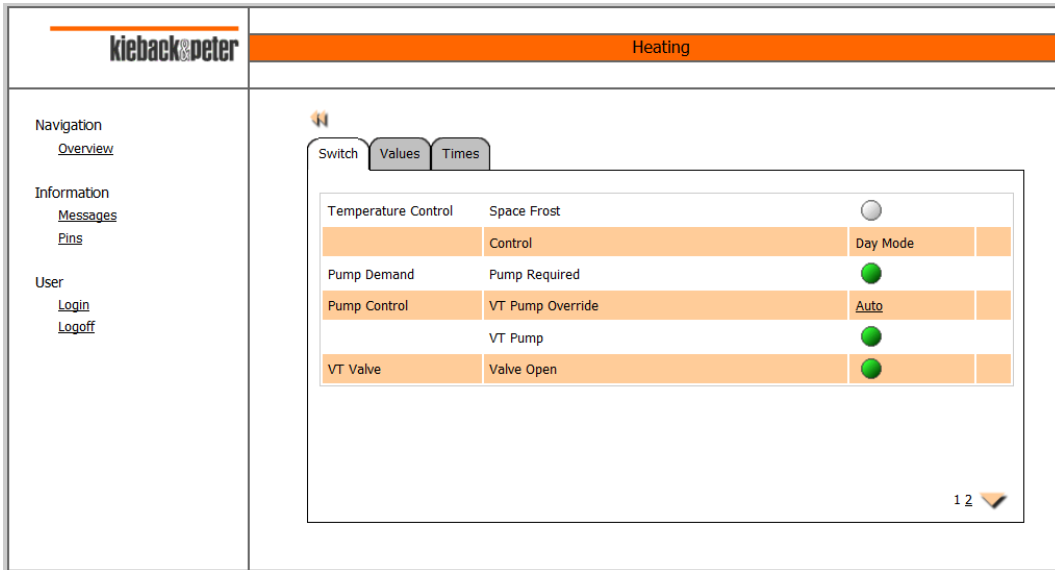 kieback&peter
Heating
Navigation
Overview
Information
Messages
Pins
User
Login
Logoff
Switch Values Times
Temperature Control Space Frost
Control Day Mode
Pump Demand Pump Required
Pump Control VT Pump Override Auto
VT Pump
VT Valve Valve Open
1 2